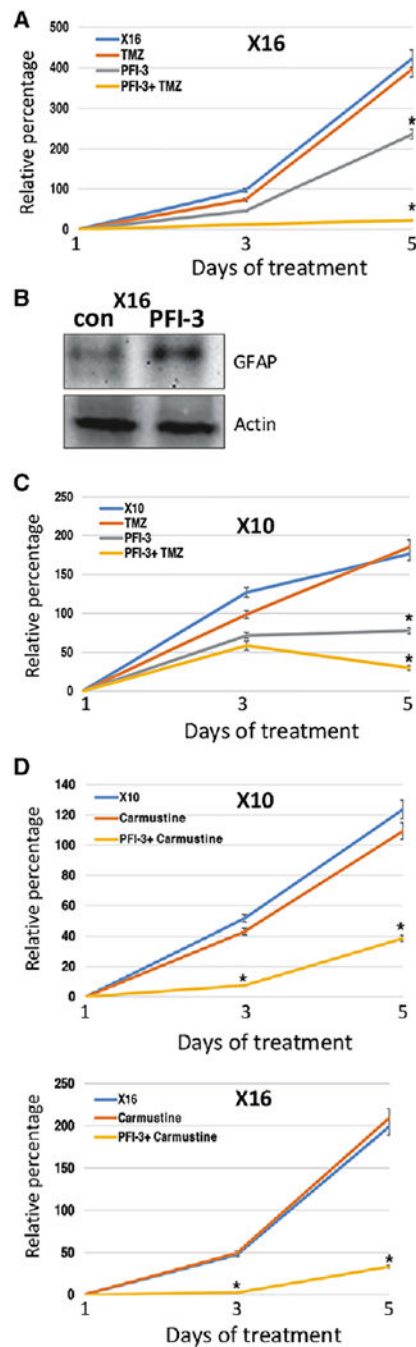 A
X16
X16
TMZ
PFI-3
PFI-3+ TMZ
Relative percentage
500
400
300
200
100
0
*
*
1 3 5
Days of treatment
B
X16
con PFI-3
GFAP
Actin
C
X10
X10
TMZ
PFI-3
PFI-3+ TMZ
Relative percentage
250
200
150
100
50
0
*
*
1 3 5
Days of treatment
D
X10
X10
Carmustine
PFI-3+ Carmustine
Relative percentage
140
120
100
80
60
40
20
0
* *
1 3 5
Days of treatment
X16
X16
Carmustine
PFI-3+ Carmustine
Relative percentage
250
200
150
100
50
0
* *
1 3 5
Days of treatment